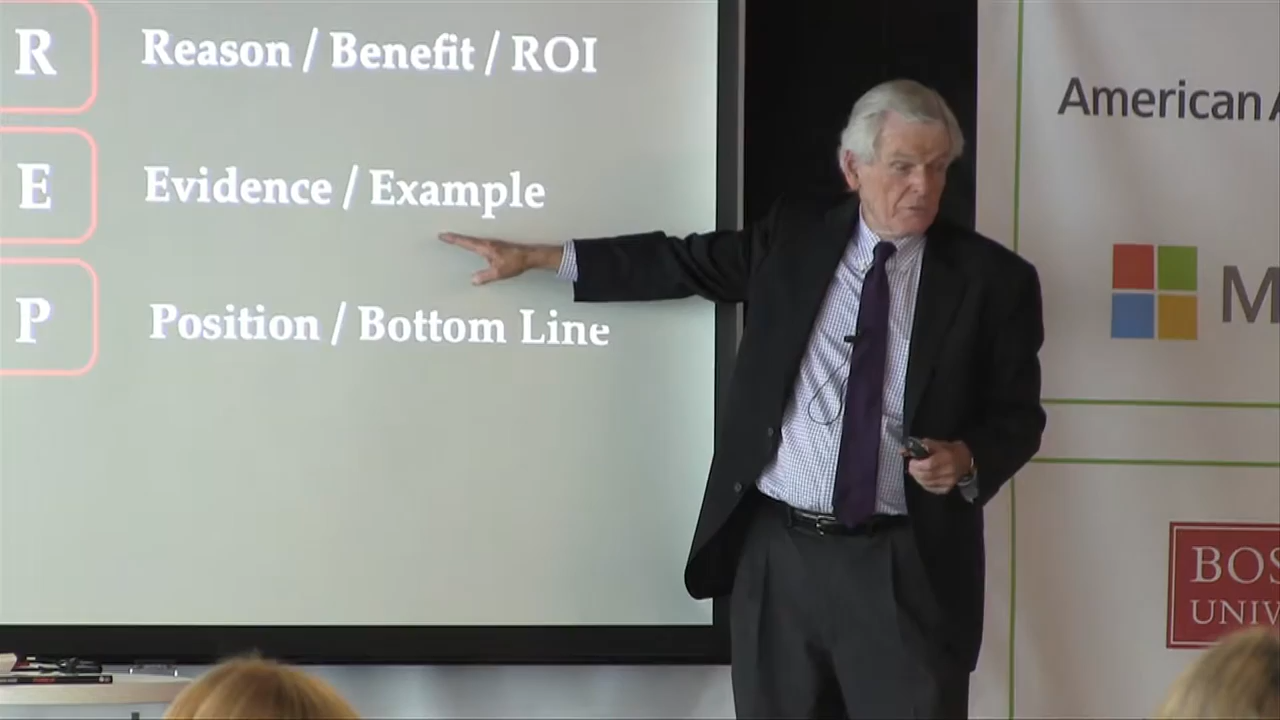 R Reason / Benefit / ROI
E Evidence / Example
P Position / Bottom Line
American
M
BOS
UNIV